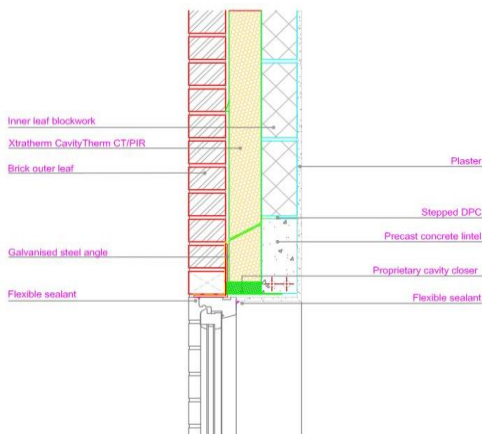 Inner leaf blockwork
Xtratherm CavityTherm CT/PIR
Brick outer leaf
Plaster
Stepped DPC
Precast concrete lintel
Galvanised steel angle
Proprietary cavity closer
Flexible sealant
Flexible sealant